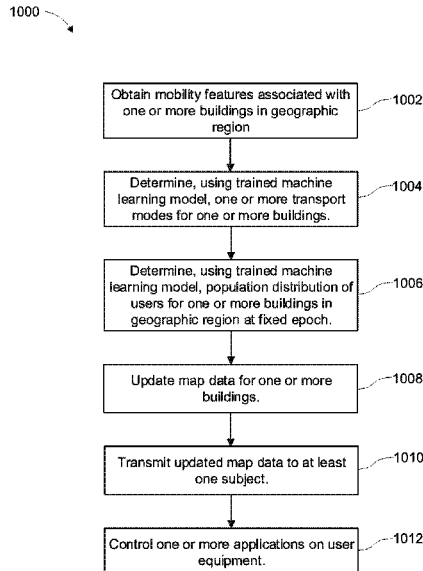 1000
Obtain mobility features associated with
one or more buildings in geographic
region
1002
Determine, using trained machine
learning model, one or more transport
modes for one or more buildings.
1004
Determine, using trained machine
learning model, population distribution of
users for one or more buildings in
geographic region at fixed epoch.
1006
Update map data for one or more
buildings.
1008
Transmit updated map data to at least
one subject.
1010
Control one or more applications on user
equipment.
1012